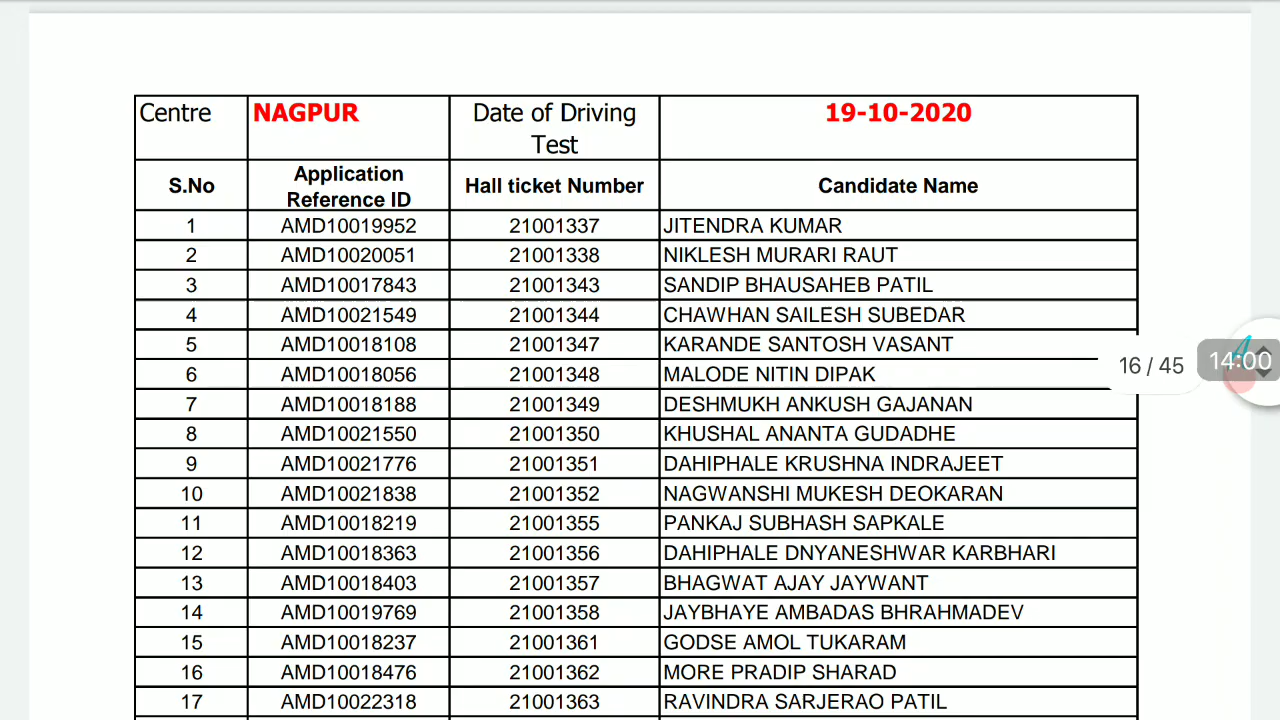 Centre NAGPUR Date of Driving Test 19-10-2020
S.No Application Reference ID Hall ticket Number Candidate Name
1 AMD10019952 21001337 JITENDRA KUMAR
2 AMD10020051 21001338 NIKLESH MURARI RAUT
3 AMD10017843 21001343 SANDIP BHAUSAHEB PATIL
4 AMD10021549 21001344 CHAWHAN SAILESH SUBEDAR
5 AMD10018108 21001347 KARANDE SANTOSH VASANT
6 AMD10018056 21001348 MALODE NITIN DIPAK
16 / 45 14:00
7 AMD10018188 21001349 DESHMUKH ANKUSH GAJANAN
8 AMD10021550 21001350 KHUSHAL ANANTA GUDADHE
9 AMD10021776 21001351 DAHIPHALE KRUSHNA INDRAJEET
10 AMD10021838 21001352 NAGWANSHI MUKESH DEOKARAN
11 AMD10018219 21001355 PANKAJ SUBHASH SAPKALE
12 AMD10018363 21001356 DAHIPHALE DNYANESHWAR KARBHARI
13 AMD10018403 21001357 BHAGWAT AJAY JAYWANT
14 AMD10019769 21001358 JAYBHAYE AMBADAS BHRAHMADEV
15 AMD10018237 21001361 GODSE AMOL TUKARAM
16 AMD10018476 21001362 MORE PRADIP SHARAD
17 AMD10022318 21001363 RAVINDRA SARJERAO PATIL